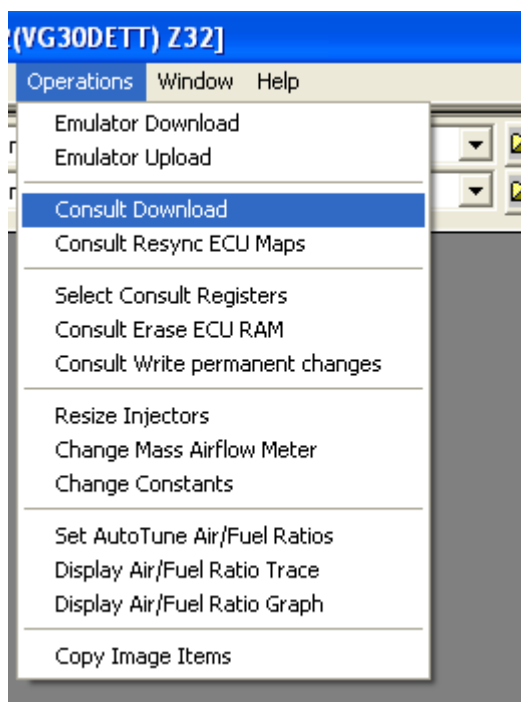 (VG30DETT) Z32]
Operations Window Help
Emulator Download
Emulator Upload
Consult Download
Consult Resync ECU Maps
Select Consult Registers
Consult Erase ECU RAM
Consult Write permanent changes
Resize Injectors
Change Mass Airflow Meter
Change Constants
Set AutoTune Air/Fuel Ratios
Display Air/Fuel Ratio Trace
Display Air/Fuel Ratio Graph
Copy Image Items